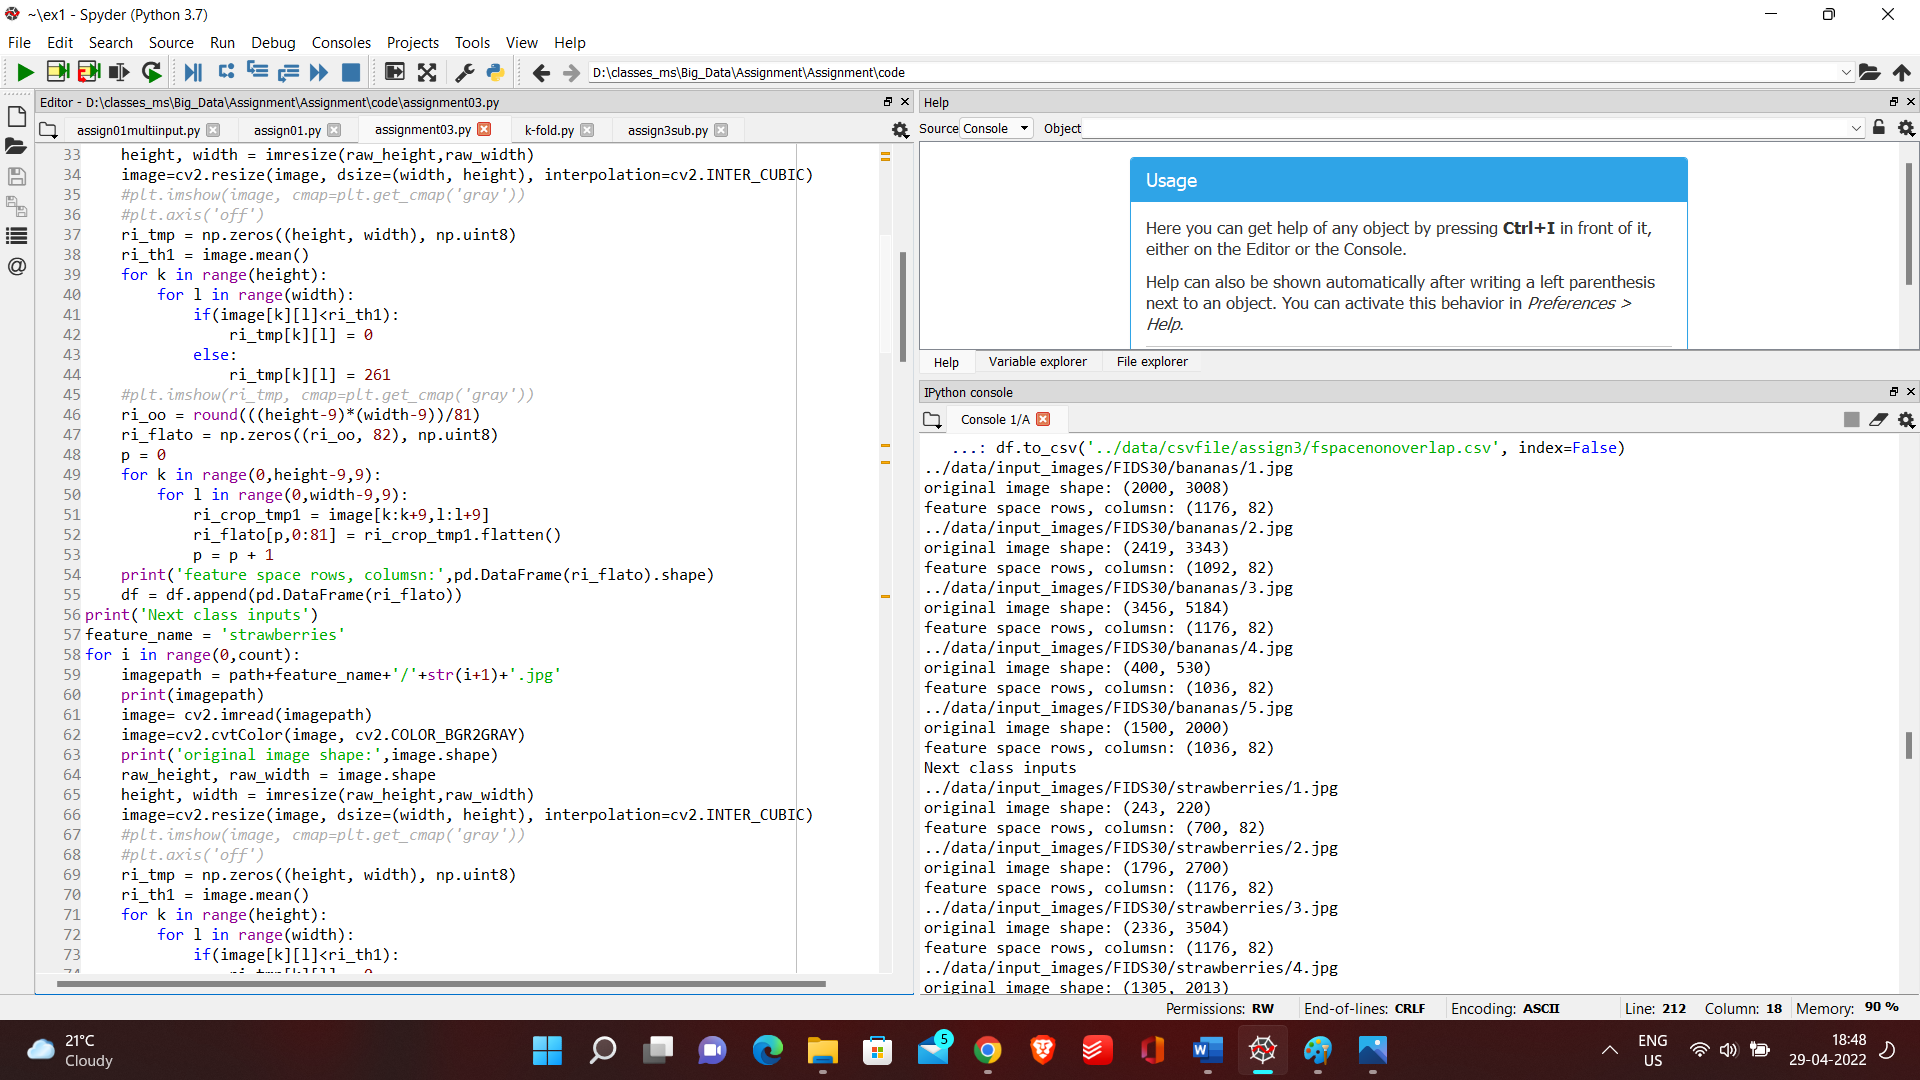 ~\ex1 - Spyder (Python 3.7)
File Edit Search Source Run Debug Consoles Projects Tools View Help
D:\classes_ms\Big_Data\Assignment\Assignment\code
Editor - D:\classes_ms\Big_Data\Assignment\Assignment\code\assignment03.py
assign01multiinput.py assign01.py assignment03.py k-fold.py assign3sub.py
33 height, width = imresize(raw_height,raw_width)
34 image=cv2.resize(image, dsize=(width, height), interpolation=cv2.INTER_CUBIC)
35 #plt.imshow(image, cmap=plt.get_cmap('gray'))
36 #plt.axis('off')
37 ri_tmp = np.zeros((height, width), np.uint8)
38 ri_th1 = image.mean()
39 for k in range(height):
40 for l in range(width):
41 if(image[k][l]<ri_th1):
42 ri_tmp[k][l] = 0
43 else:
44 ri_tmp[k][l] = 261
45 #plt.imshow(ri_tmp, cmap=plt.get_cmap('gray'))
46 ri_oo = round(((height-9)*(width-9))/81)
47 ri_flato = np.zeros((ri_oo, 82), np.uint8)
48 p = 0
49 for k in range(0,height-9,9):
50 for l in range(0,width-9,9):
51 ri_crop_tmp1 = image[k:k+9,l:l+9]
52 ri_flato[p,0:81] = ri_crop_tmp1.flatten()
53 p = p + 1
54 print('feature space rows, columsn:',pd.DataFrame(ri_flato).shape)
55 df = df.append(pd.DataFrame(ri_flato))
56 print('Next class inputs')
57 feature_name = 'strawberries'
58 for i in range(0,count):
59 imagepath = path+feature_name+'/'+str(i+1)+'.jpg'
60 print(imagepath)
61 image= cv2.imread(imagepath)
62 image=cv2.cvtColor(image, cv2.COLOR_BGR2GRAY)
63 print('original image shape:',image.shape)
64 raw_height, raw_width = image.shape
65 height, width = imresize(raw_height,raw_width)
66 image=cv2.resize(image, dsize=(width, height), interpolation=cv2.INTER_CUBIC)
67 #plt.imshow(image, cmap=plt.get_cmap('gray'))
68 #plt.axis('off')
69 ri_tmp = np.zeros((height, width), np.uint8)
70 ri_th1 = image.mean()
71 for k in range(height):
72 for l in range(width):
73 if(image[k][l]<ri_th1):
Help
Source Console Object
Usage
Here you can get help of any object by pressing Ctrl+I in front of it,
either on the Editor or the Console.
Help can also be shown automatically after writing a left parenthesis
next to an object. You can activate this behavior in Preferences >
Help.
Help Variable explorer File explorer
IPython console
Console 1/A
...: df.to_csv('../data/csvfile/assign3/fspacenonoverlap.csv', index=False)
../data/input_images/FIDS30/bananas/1.jpg
original image shape: (2000, 3008)
feature space rows, columsn: (1176, 82)
../data/input_images/FIDS30/bananas/2.jpg
original image shape: (2419, 3343)
feature space rows, columsn: (1092, 82)
../data/input_images/FIDS30/bananas/3.jpg
original image shape: (3456, 5184)
feature space rows, columsn: (1176, 82)
../data/input_images/FIDS30/bananas/4.jpg
original image shape: (400, 530)
feature space rows, columsn: (1036, 82)
../data/input_images/FIDS30/bananas/5.jpg
original image shape: (1500, 2000)
feature space rows, columsn: (1036, 82)
Next class inputs
../data/input_images/FIDS30/strawberries/1.jpg
original image shape: (243, 220)
feature space rows, columsn: (700, 82)
../data/input_images/FIDS30/strawberries/2.jpg
original image shape: (1796, 2700)
feature space rows, columsn: (1176, 82)
../data/input_images/FIDS30/strawberries/3.jpg
original image shape: (2336, 3504)
feature space rows, columsn: (1176, 82)
../data/input_images/FIDS30/strawberries/4.jpg
original image shape: (1305, 2013)
Permissions: RW End-of-lines: CRLF Encoding: ASCII Line: 212 Column: 18 Memory: 90 %
21°C
Cloudy
5
ENG
US
18:48
29-04-2022